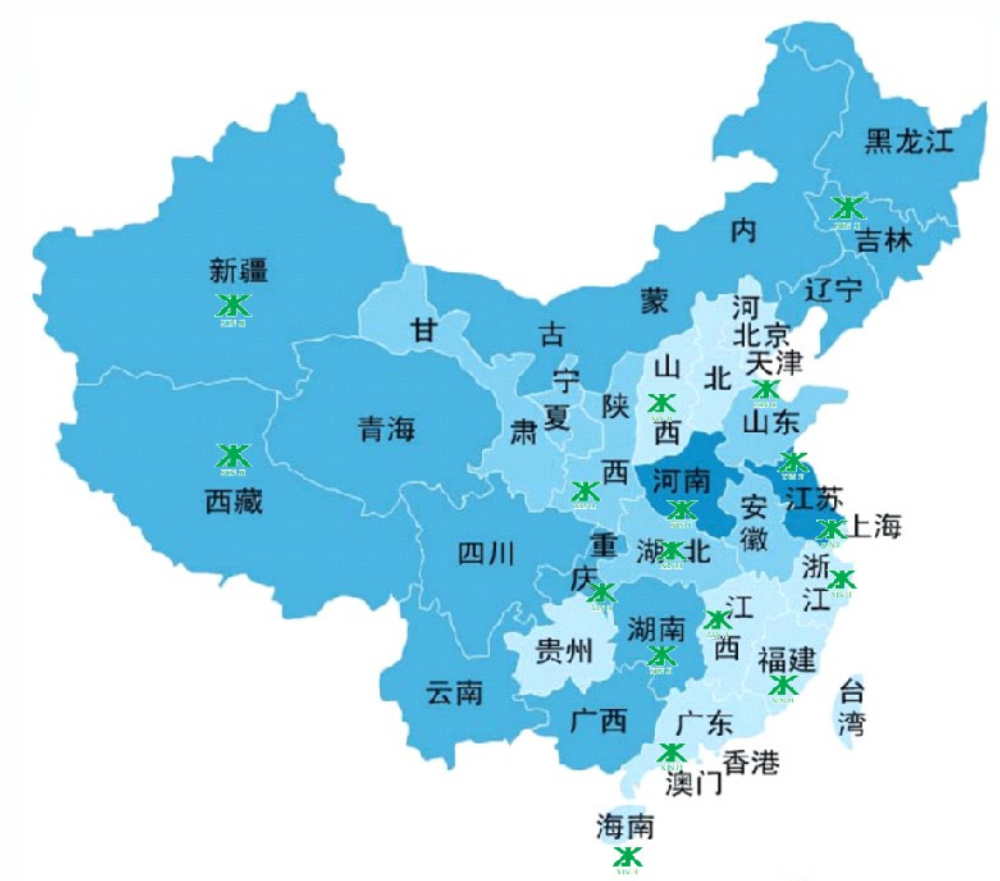 黑龙江
内
吉林
新疆
辽宁
蒙
河
甘
古
北京
山
天津
宁
北
夏
陕
肃
青海
山东
西
西
河南
西藏
江苏
安
徽
上海
四川
重
湖北
浙
庆
江
江
湖南
贵州
西
福建
云南
台
湾
广西
广东
香港
澳门
海南